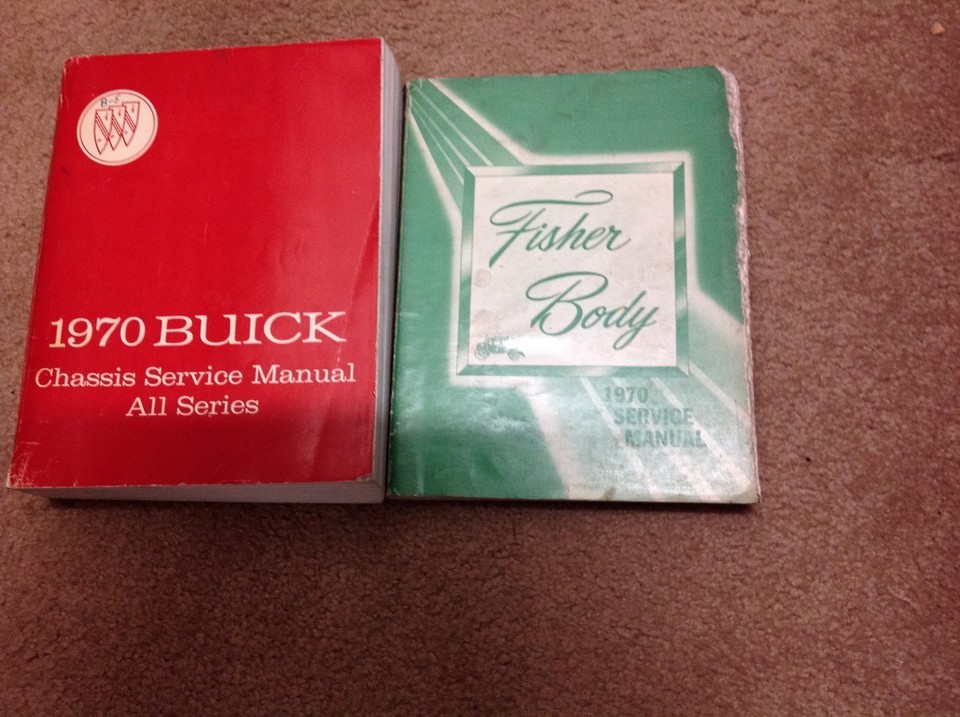 B-S
1970 BUICK
Chassis Service Manual
All Series
Fisher
Body
1970
SERVICE
MANUAL